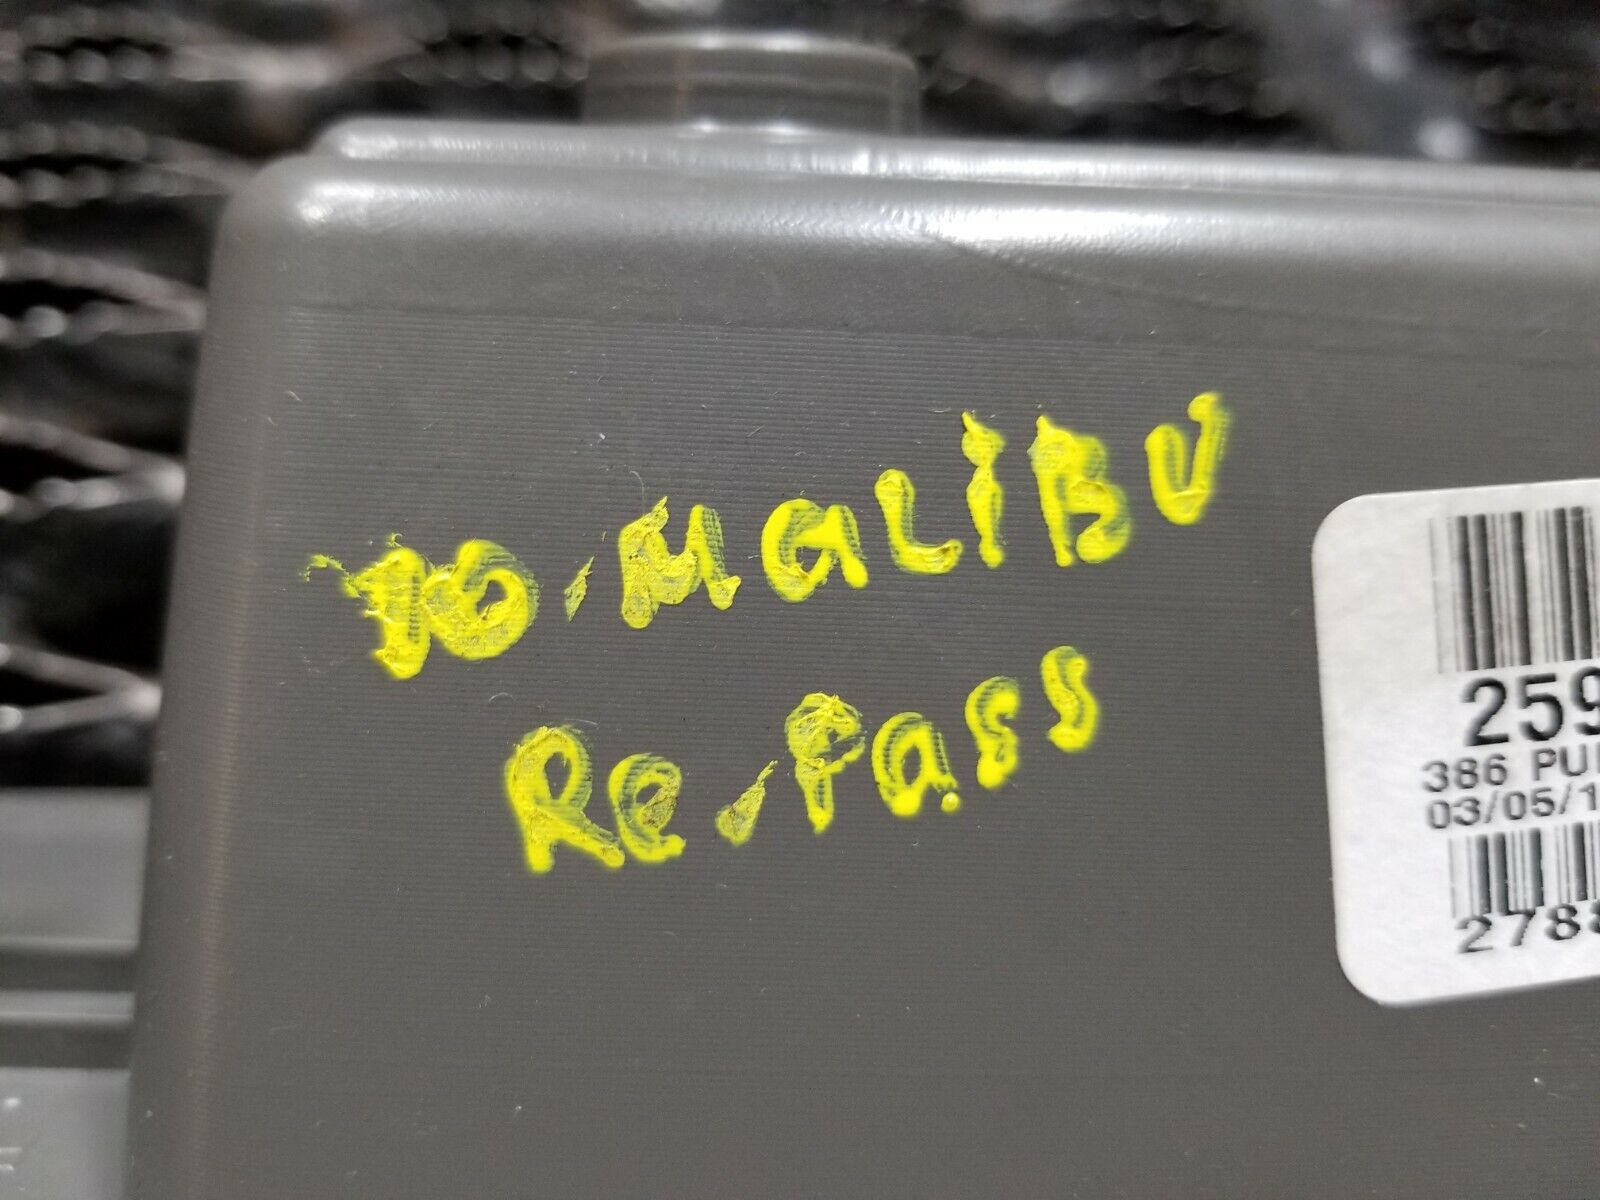 10-MALIBU
Re-Pass
259
386 PU
03/05/1
2788